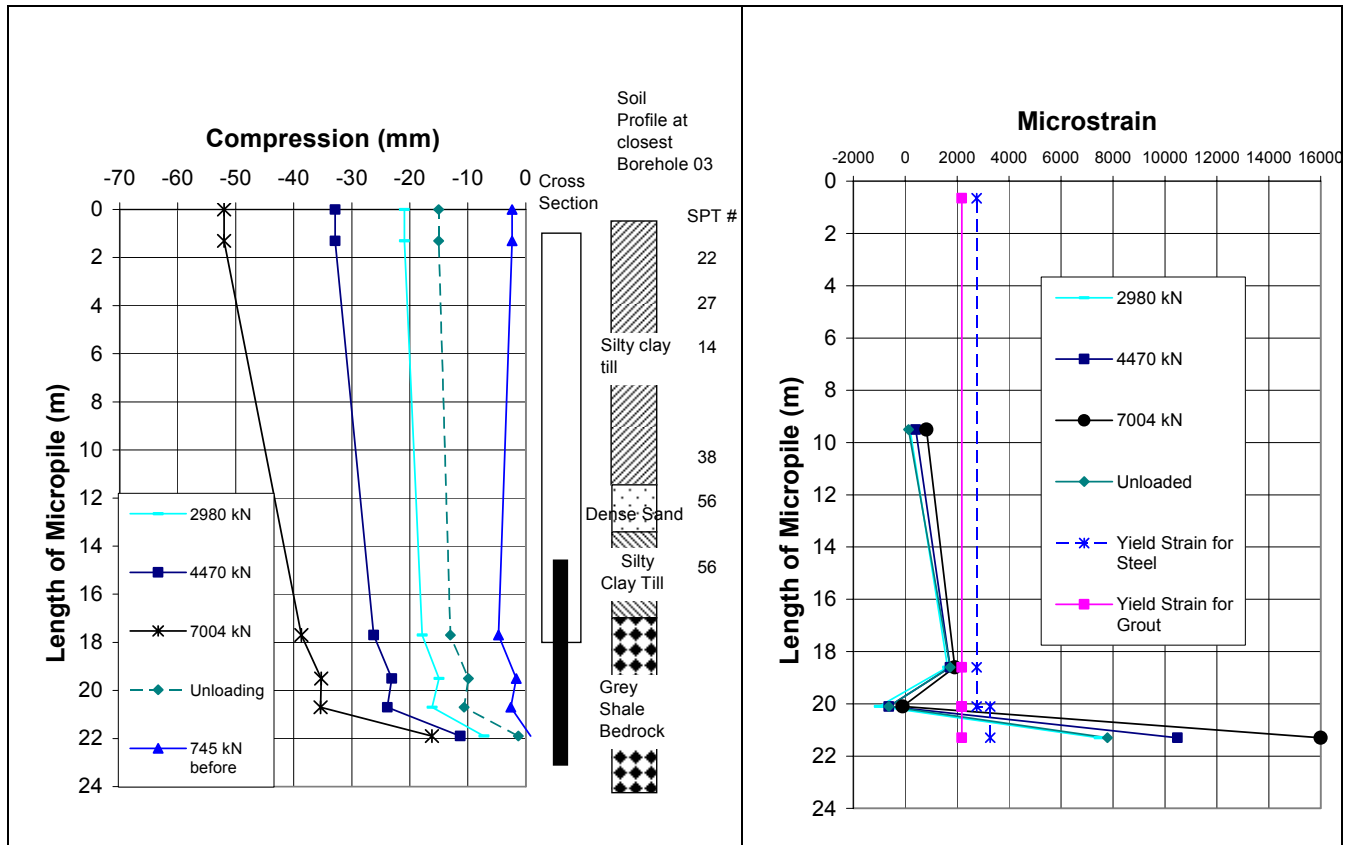 Compression (mm)
-70 -60 -50 -40 -30 -20 -10 0
Length of Micropile (m)
0
2
4
6
8
10
12
14
16
18
20
22
24
2980 kN
4470 kN
7004 kN
Unloading
745 kN
before
Cross
Section
Soil
Profile at
closest
Borehole 03
SPT #
22
27
14
38
56
56
Silty clay
till
Dense Sand
Silty
Clay Till
Grey
Shale
Bedrock
Microstrain
-2000 0 2000 4000 6000 8000 10000 12000 14000 16000
Length of Micropile (m)
0
2
4
6
8
10
12
14
16
18
20
22
24
2980 kN
4470 kN
7004 kN
Unloaded
Yield Strain for
Steel
Yield Strain for
Grout